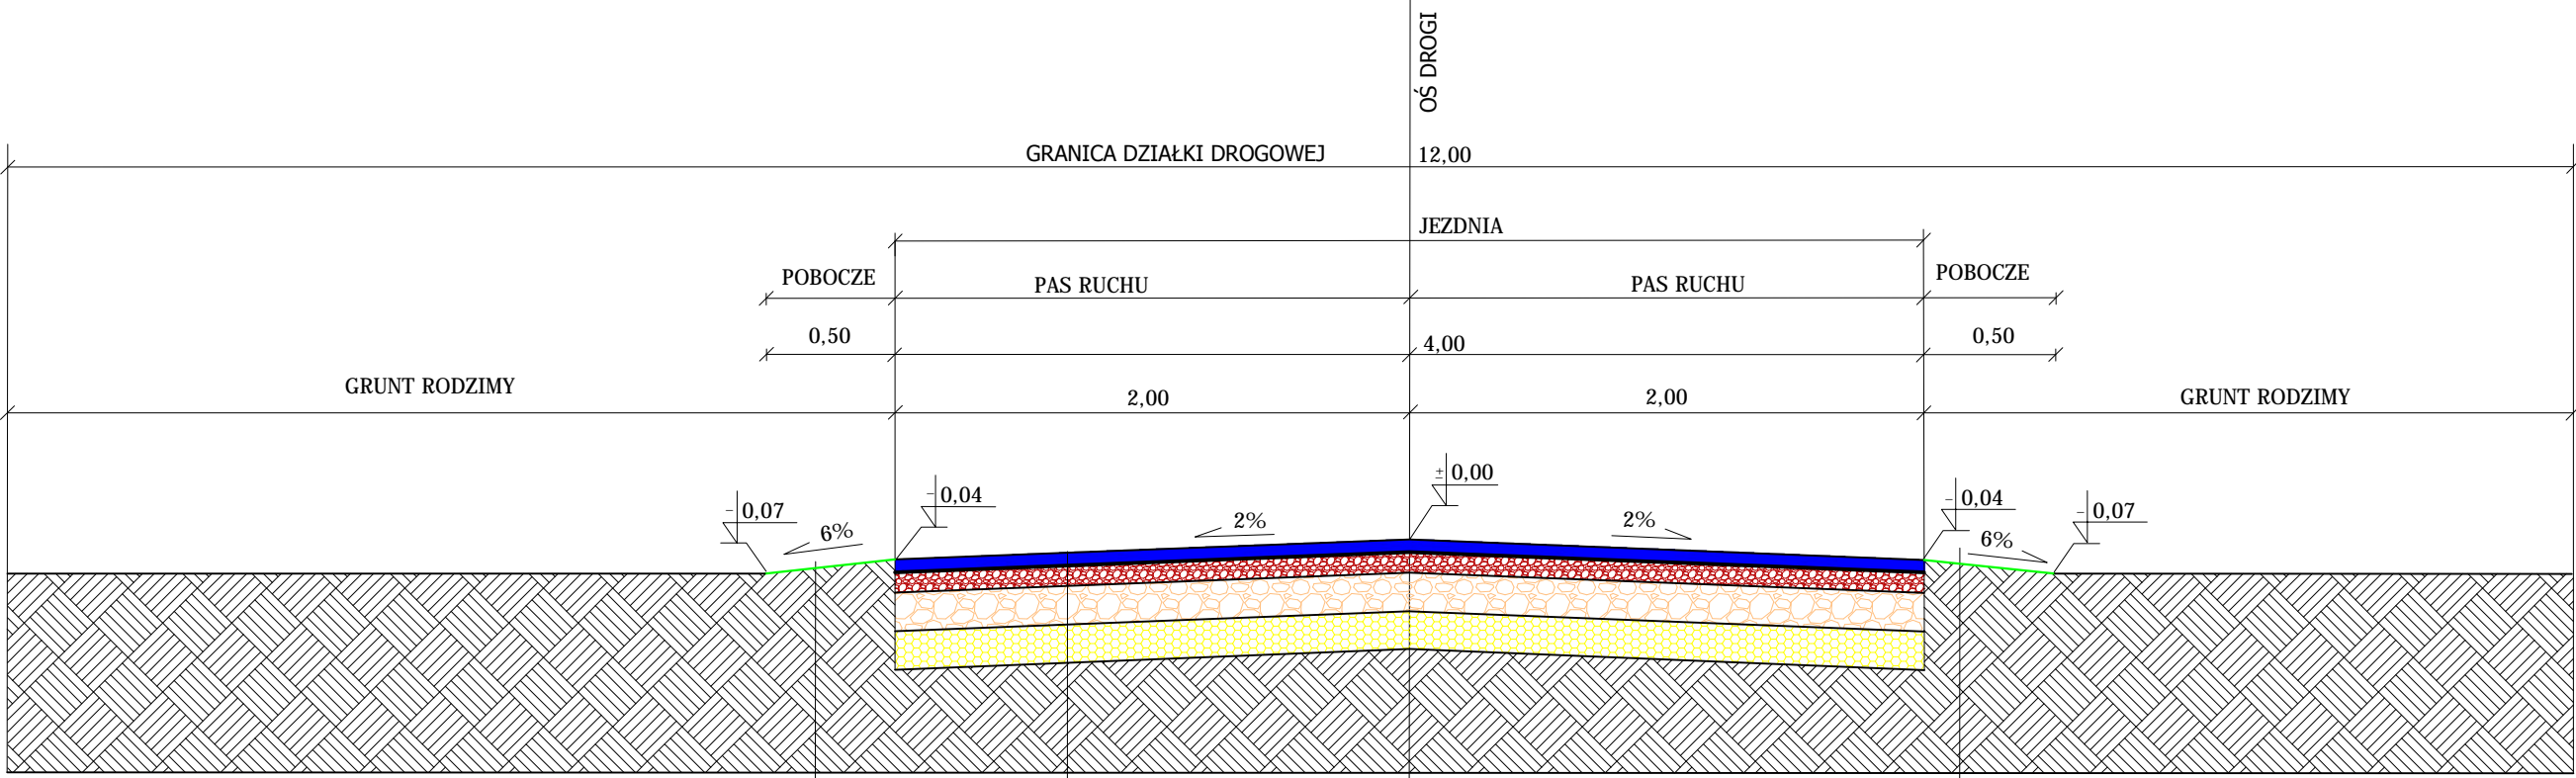 OŚ DROGI
GRANICA DZIAŁKI DROGOWEJ 12,00
JEZDNIA
POBOCZE PAS RUCHU PAS RUCHU POBOCZE
0,50 4,00 0,50
GRUNT RODZIMY 2,00 2,00 GRUNT RODZIMY
-0,07 6% -0,04 2% ±0,00 2% -0,04 6% -0,07